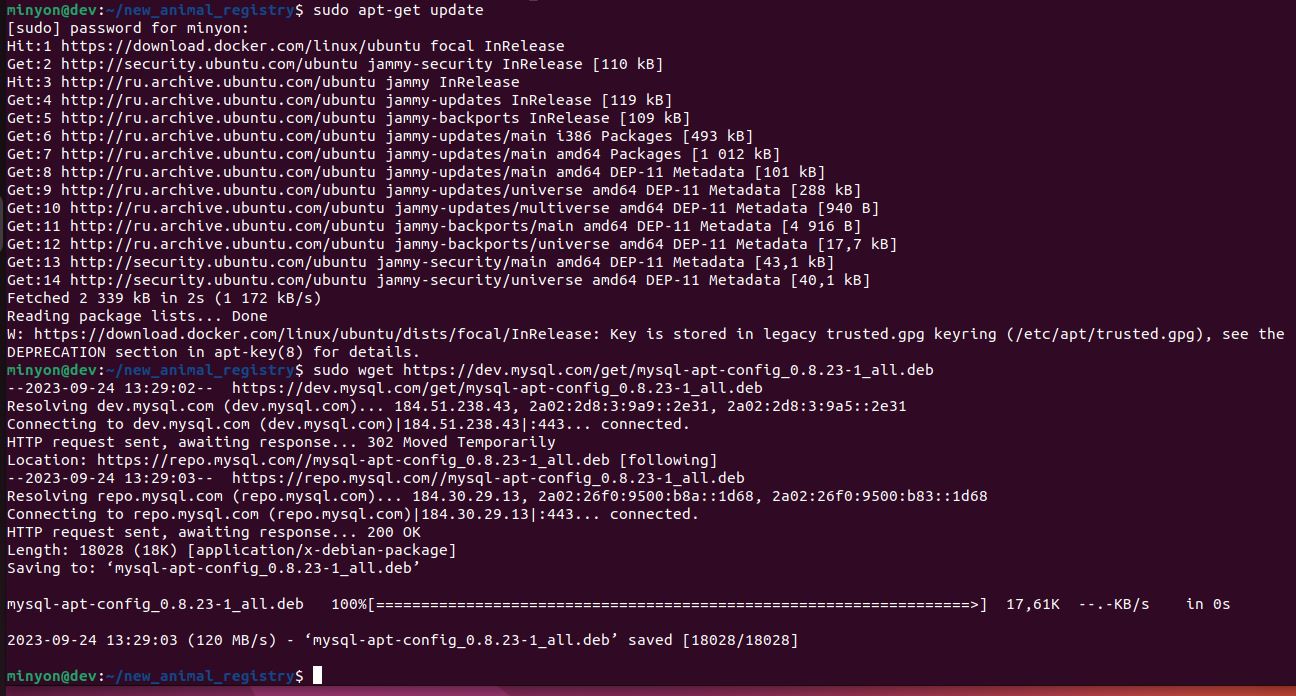 minyon@dev:~/new_animal_registry$ sudo apt-get update
[sudo] password for minyon:
Hit:1 https://download.docker.com/linux/ubuntu focal InRelease
Get:2 http://security.ubuntu.com/ubuntu jammy-security InRelease [110 kB]
Hit:3 http://ru.archive.ubuntu.com/ubuntu jammy InRelease
Get:4 http://ru.archive.ubuntu.com/ubuntu jammy-updates InRelease [119 kB]
Get:5 http://ru.archive.ubuntu.com/ubuntu jammy-backports InRelease [109 kB]
Get:6 http://ru.archive.ubuntu.com/ubuntu jammy-updates/main i386 Packages [493 kB]
Get:7 http://ru.archive.ubuntu.com/ubuntu jammy-updates/main amd64 Packages [1 012 kB]
Get:8 http://ru.archive.ubuntu.com/ubuntu jammy-updates/main amd64 DEP-11 Metadata [101 kB]
Get:9 http://ru.archive.ubuntu.com/ubuntu jammy-updates/universe amd64 DEP-11 Metadata [288 kB]
Get:10 http://ru.archive.ubuntu.com/ubuntu jammy-updates/multiverse amd64 DEP-11 Metadata [940 B]
Get:11 http://ru.archive.ubuntu.com/ubuntu jammy-backports/main amd64 DEP-11 Metadata [4 916 B]
Get:12 http://ru.archive.ubuntu.com/ubuntu jammy-backports/universe amd64 DEP-11 Metadata [17,7 kB]
Get:13 http://security.ubuntu.com/ubuntu jammy-security/main amd64 DEP-11 Metadata [43,1 kB]
Get:14 http://security.ubuntu.com/ubuntu jammy-security/universe amd64 DEP-11 Metadata [40,1 kB]
Fetched 2 339 kB in 2s (1 172 kB/s)
Reading package lists... Done
W: https://download.docker.com/linux/ubuntu/dists/focal/InRelease: Key is stored in legacy trusted.gpg keyring (/etc/apt/trusted.gpg), see the
DEPRECATION section in apt-key(8) for details.
minyon@dev:~/new_animal_registry$ sudo wget https://dev.mysql.com/get/mysql-apt-config_0.8.23-1_all.deb
--2023-09-24 13:29:02--  https://dev.mysql.com/get/mysql-apt-config_0.8.23-1_all.deb
Resolving dev.mysql.com (dev.mysql.com)... 184.51.238.43, 2a02:2d8:3:9a9::2e31, 2a02:2d8:3:9a5::2e31
Connecting to dev.mysql.com (dev.mysql.com)|184.51.238.43|:443... connected.
HTTP request sent, awaiting response... 302 Moved Temporarily
Location: https://repo.mysql.com//mysql-apt-config_0.8.23-1_all.deb [following]
--2023-09-24 13:29:03--  https://repo.mysql.com//mysql-apt-config_0.8.23-1_all.deb
Resolving repo.mysql.com (repo.mysql.com)... 184.30.29.13, 2a02:26f0:9500:b8a::1d68, 2a02:26f0:9500:b83::1d68
Connecting to repo.mysql.com (repo.mysql.com)|184.30.29.13|:443... connected.
HTTP request sent, awaiting response... 200 OK
Length: 18028 (18K) [application/x-debian-package]
Saving to: ‘mysql-apt-config_0.8.23-1_all.deb’
mysql-apt-config_0.8.23-1_all.deb   100%[==================================================================>]  17,61K  --.-KB/s    in 0s
2023-09-24 13:29:03 (120 MB/s) - ‘mysql-apt-config_0.8.23-1_all.deb’ saved [18028/18028]
minyon@dev:~/new_animal_registry$